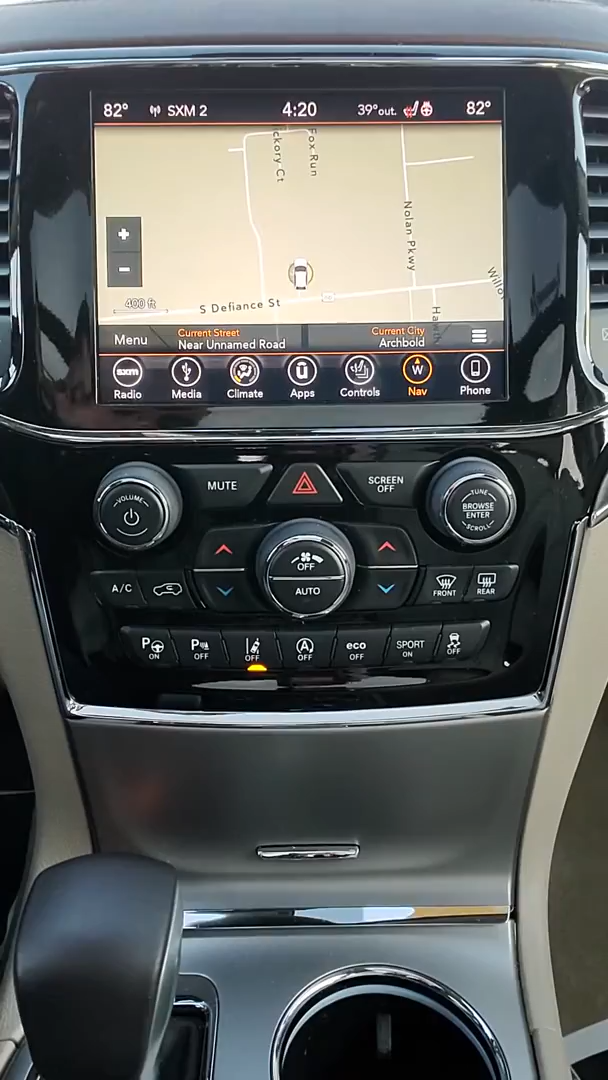 82° SXM 2 4:20 39°out. 82°
ckory Ct
Fox Run
Nolan Pkwy
400 ft
S Defiance St
Menu
Current Street
Near Unnamed Road
Current City
Archbold
sxm
W
Radio Media Climate Apps Controls Nav Phone
VOLUME
MUTE
SCREEN
OFF
TUNE
BROWSE
ENTER
SCROLL
OFF
AUTO
A/C
FRONT
REAR
P
ON
P
OFF
OFF
A
OFF
eco
OFF
SPORT
ON
OFF